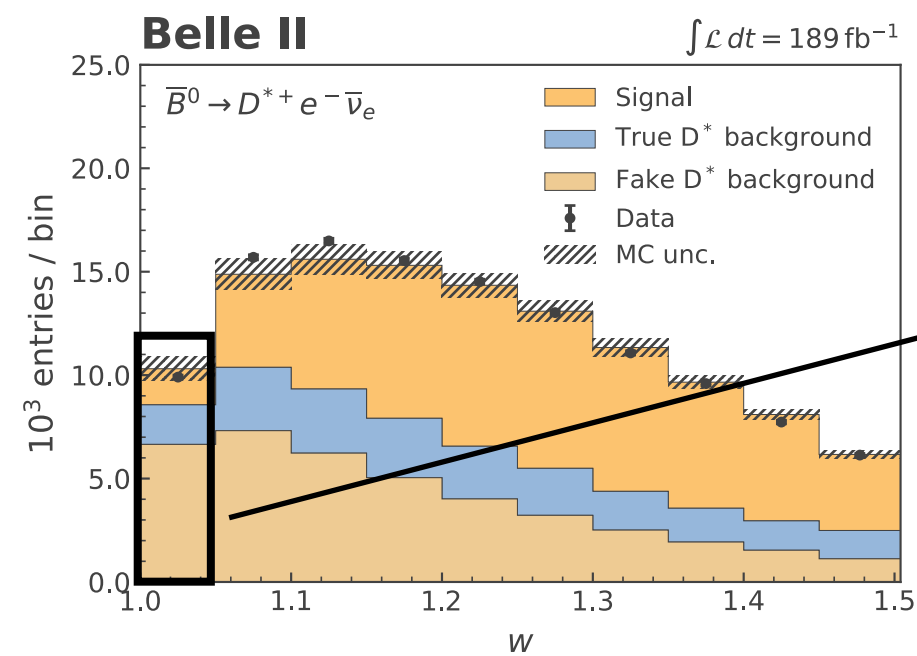 Belle II
∫ℒ dt = 189 fb⁻¹
B̅⁰ → D*⁺ e⁻ ν̅ₑ
Signal
True D* background
Fake D* background
Data
MC unc.
10³ entries / bin
25.0
20.0
15.0
10.0
5.0
0.0
1.0 1.1 1.2 1.3 1.4 1.5
w